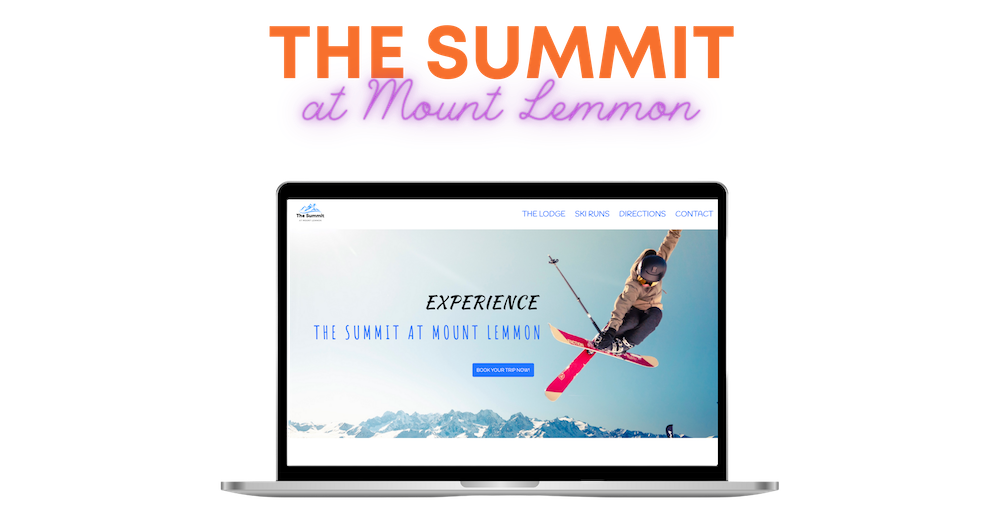 THE SUMMIT
at Mount Lemmon
The Summit
THE LODGE SKI RUNS DIRECTIONS CONTACT
EXPERIENCE
THE SUMMIT AT MOUNT LEMMON
BOOK YOUR TRIP NOW!